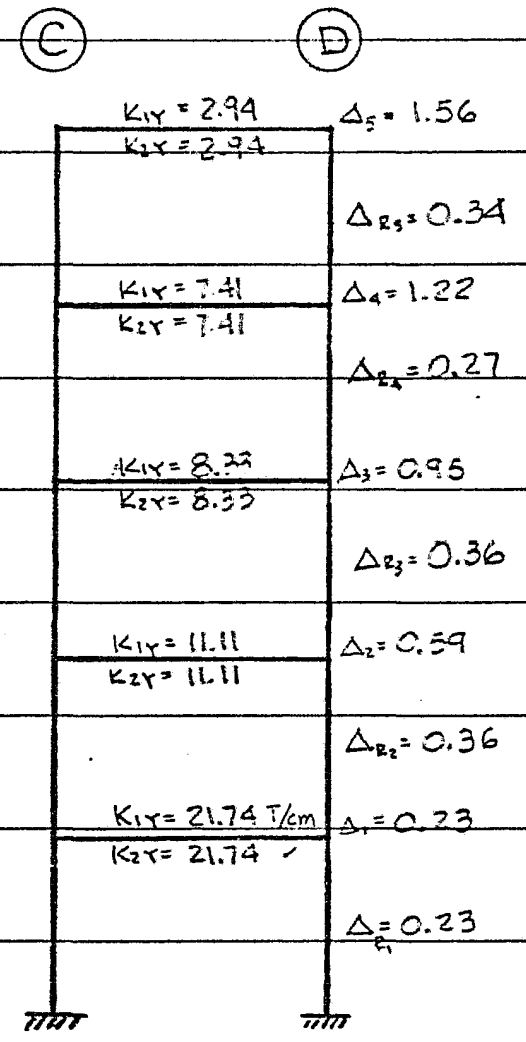 C D
K1Y = 2.94 Δ5 = 1.56
K2Y = 2.94
ΔR5 = 0.34
K1Y = 7.41 Δ4 = 1.22
K2Y = 7.41
ΔR4 = 0.27
K1Y = 8.33 Δ3 = 0.95
K2Y = 8.33
ΔR3 = 0.36
K1Y = 11.11 Δ2 = 0.59
K2Y = 11.11
ΔR2 = 0.36
K1Y = 21.74 T/cm Δ1 = 0.23
K2Y = 21.74 ✓
ΔR1 = 0.23